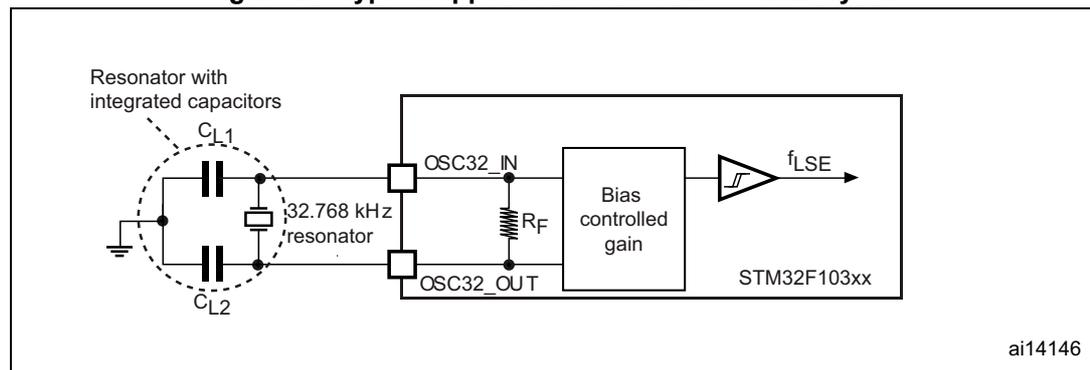 Resonator with
integrated capacitors
CL1
OSC32_IN
fLSE
Bias
controlled
gain
RF
32.768 kHz
resonator
OSC32_OUT
STM32F103xx
CL2
ai14146